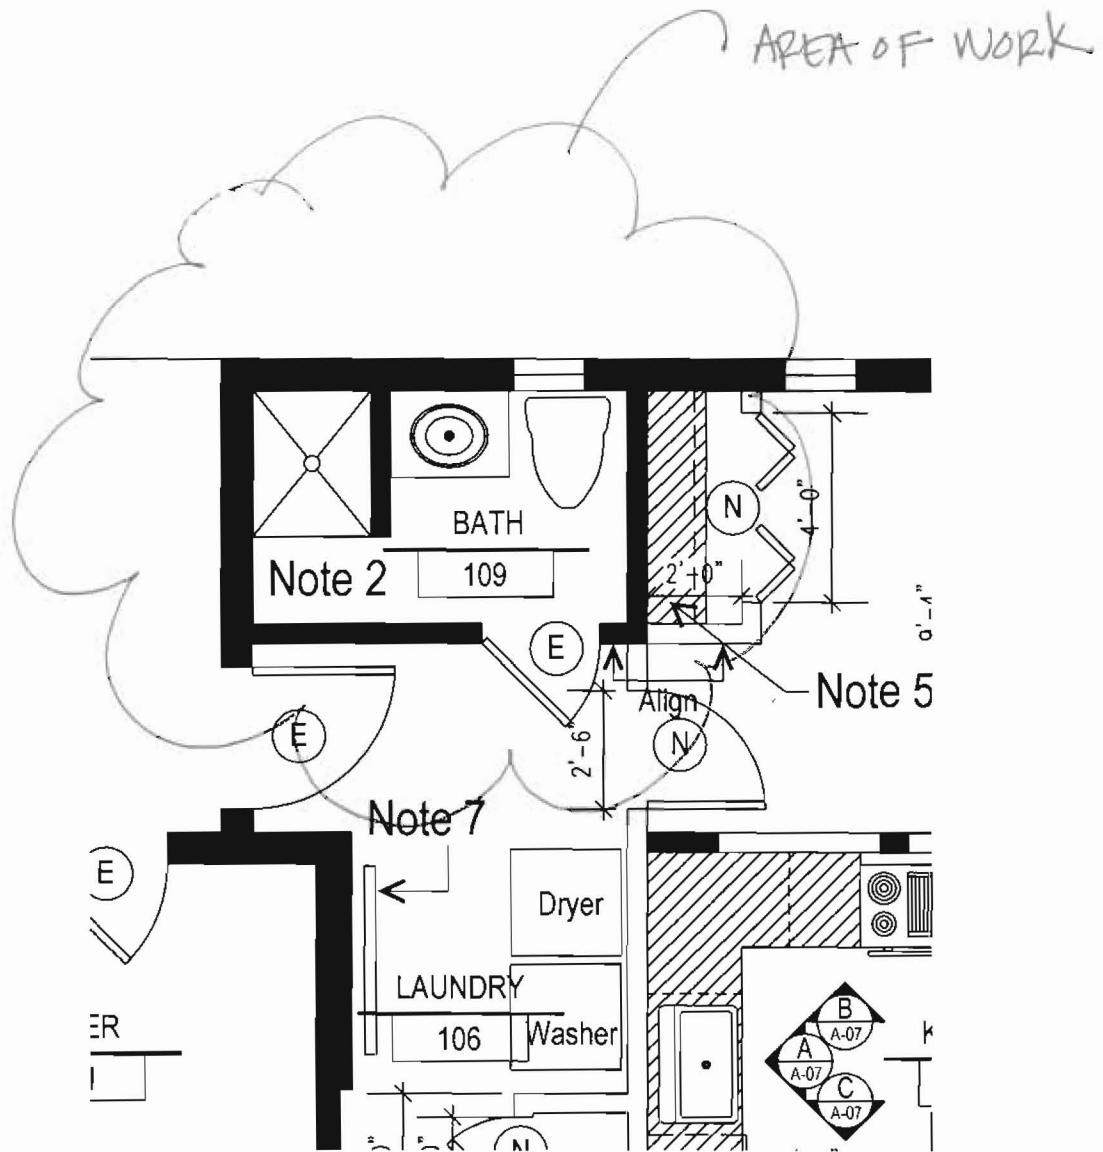 AREA OF WORK
N
4'-0"
BATH
109
Note 2
2'-0"
E
Note 5
Align
E
N
2'-6"
Note 7
E
Dryer
LAUNDRY
106
Washer
ER
B
A-07
A
A-07
C
A-07
K
N